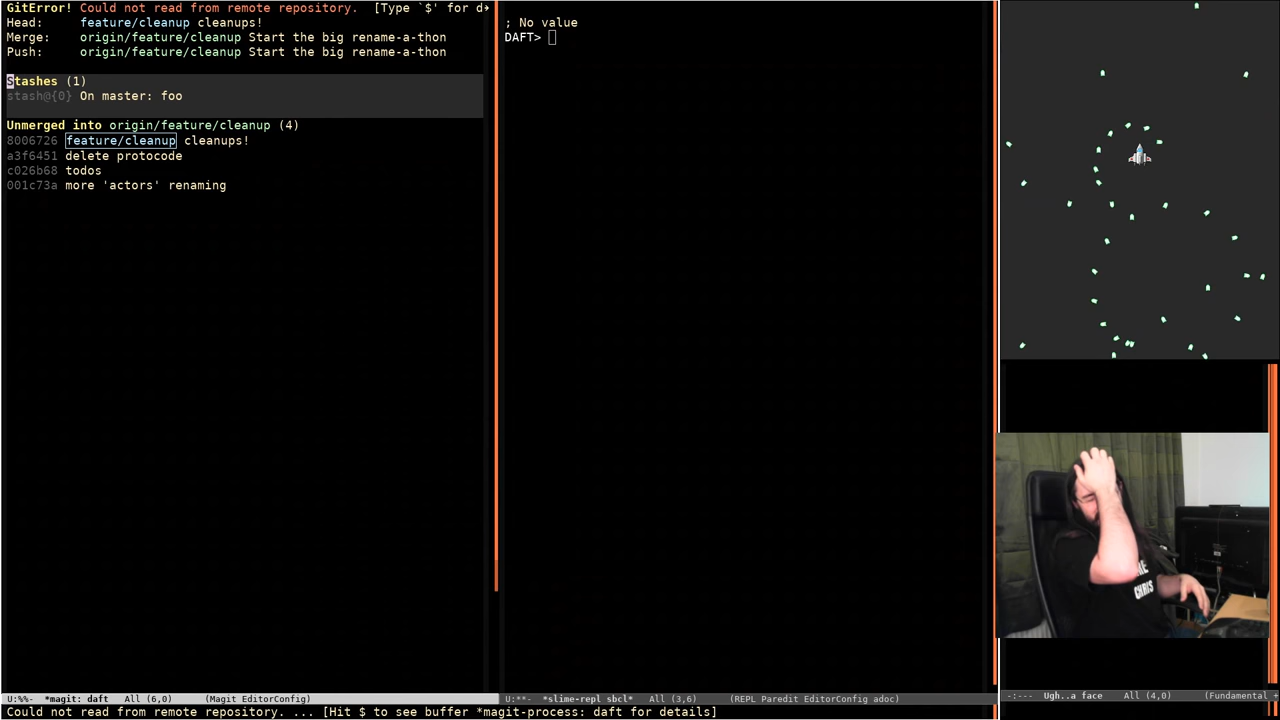 GitError! Could not read from remote repository.  [Type `$' for d→
Head:     feature/cleanup cleanups!
Merge:    origin/feature/cleanup Start the big rename-a-thon
Push:     origin/feature/cleanup Start the big rename-a-thon
Stashes (1)
stash@{0} On master: foo
Unmerged into origin/feature/cleanup (4)
8006726 feature/cleanup cleanups!
a3f6451 delete protocode
c026b68 todos
001c73a more 'actors' renaming
U:%%-  *magit: daft   All (6,0)      (Magit EditorConfig)
Could not read from remote repository. ... [Hit $ to see buffer *magit-process: daft for details]
; No value
DAFT>
U:**-  *slime-repl sbcl*   All (3,6)      (REPL Paredit EditorConfig adoc)
CHRIS
-:---  Ugh..a face    All (4,0)      (Fundamental +